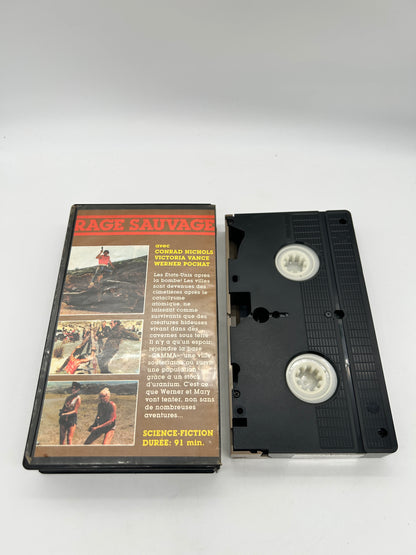 RAGE SAUVAGE
avec
CONRAD NICHOLS
VICTORIA VANCE
WERNER POCHAT
Les États-Unis après
la bombe! Les villes
sont devenues des
cimetières après le
cataclysme
atomique, ne
laissant comme
survivants que des
créatures hideuses
vivant dans des
cavernes sous terre.
Il n'y a qu'un espoir:
rejoindre la base
«GAMMA» une ville
souterraine où survit
une population
grâce à un stock
d'uranium. C'est ce
que Werner et Mary
vont tenter, non sans
de nombreuses
aventures...
SCIENCE-FICTION
DURÉE: 91 min.